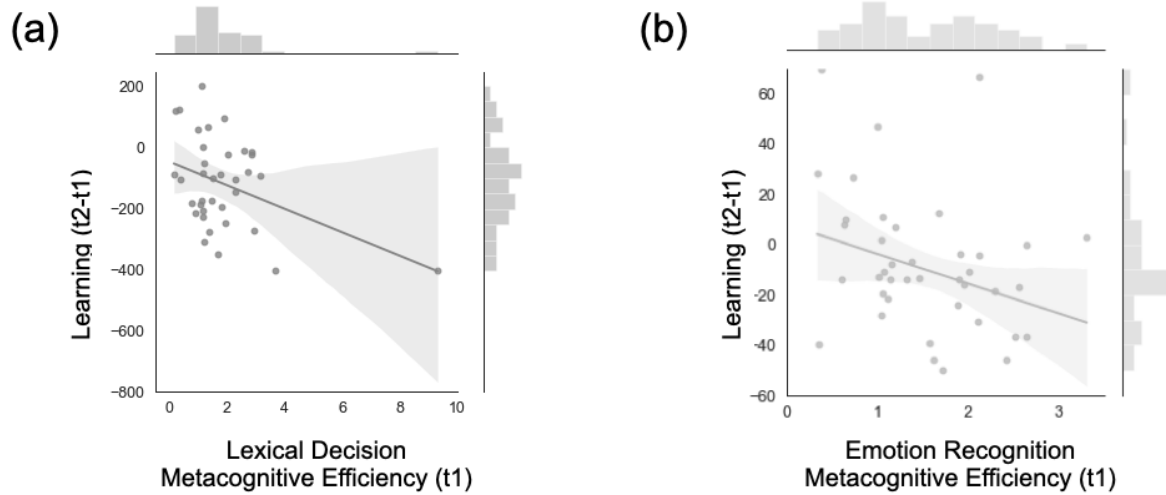 (a)
Learning (t2-t1)
200
0
−200
−400
−600
−800
0 2 4 6 8 10
Lexical Decision
Metacognitive Efficiency (t1)
(b)
Learning (t2-t1)
60
40
20
0
−20
−40
−60
0 1 2 3
Emotion Recognition
Metacognitive Efficiency (t1)